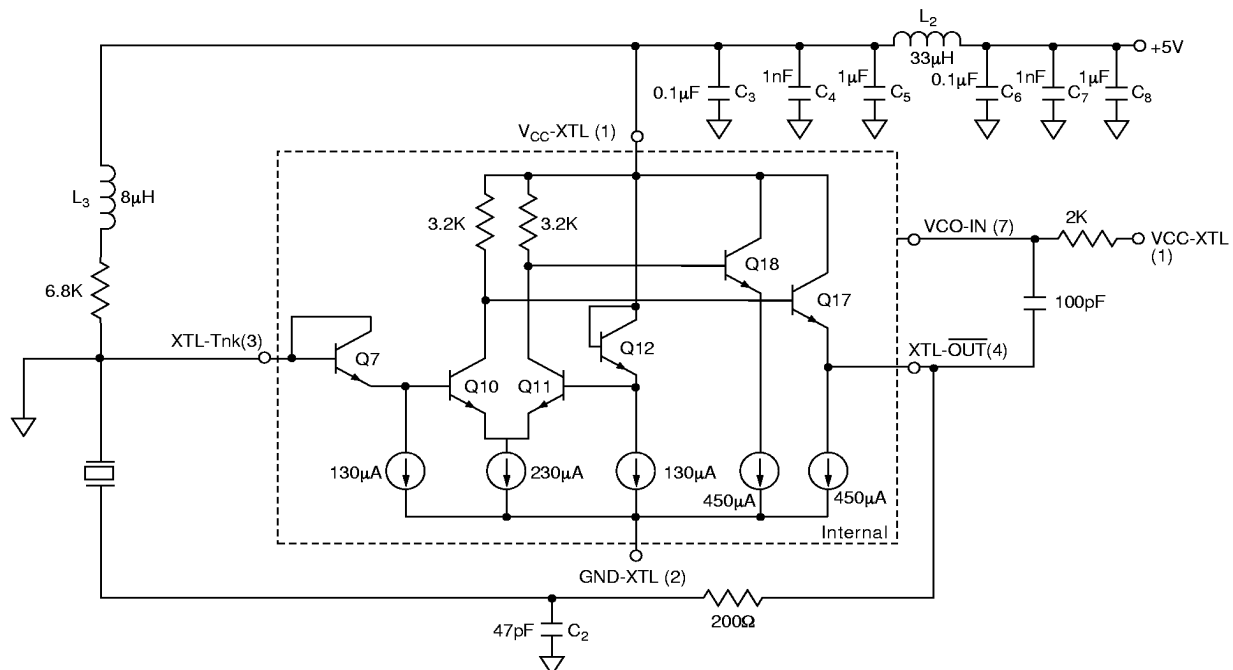 L2
33µH
+5V
0.1µF
C3
1nF
C4
1µF
C5
0.1µF
C6
1nF
C7
1µF
C8
VCC-XTL (1)
L3
8µH
6.8K
3.2K
3.2K
Q18
Q17
VCO-IN (7)
2K
VCC-XTL
(1)
100pF
XTL-Tnk(3)
Q7
Q10
Q11
Q12
XTL-OUT(4)
130µA
230µA
130µA
450µA
450µA
Internal
GND-XTL (2)
47pF
C2
200Ω